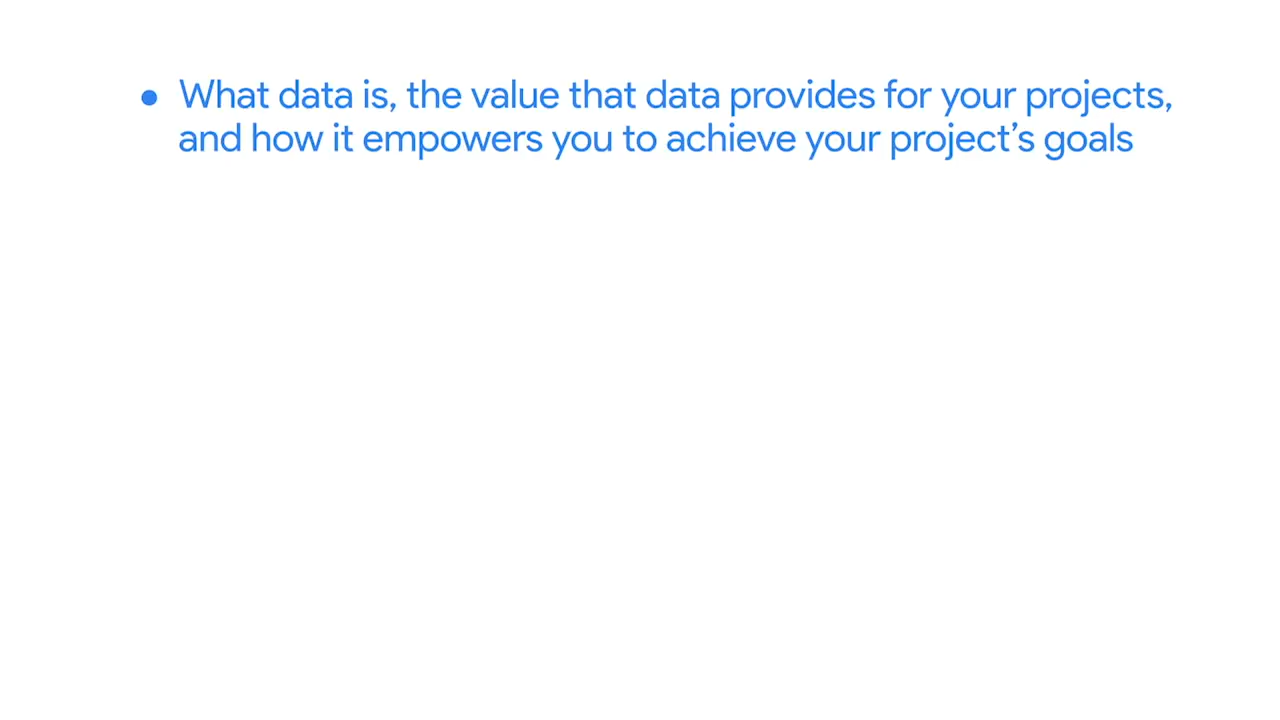 • What data is, the value that data provides for your projects,
and how it empowers you to achieve your project’s goals